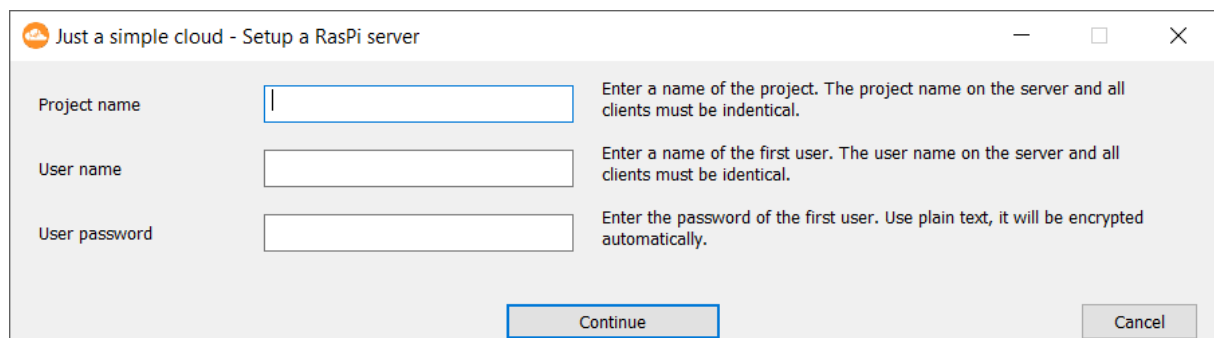 Just a simple cloud - Setup a RasPi server
Project name
Enter a name of the project. The project name on the server and all
clients must be indentical.
User name
Enter a name of the first user. The user name on the server and all
clients must be identical.
User password
Enter the password of the first user. Use plain text, it will be encrypted
automatically.
Continue
Cancel